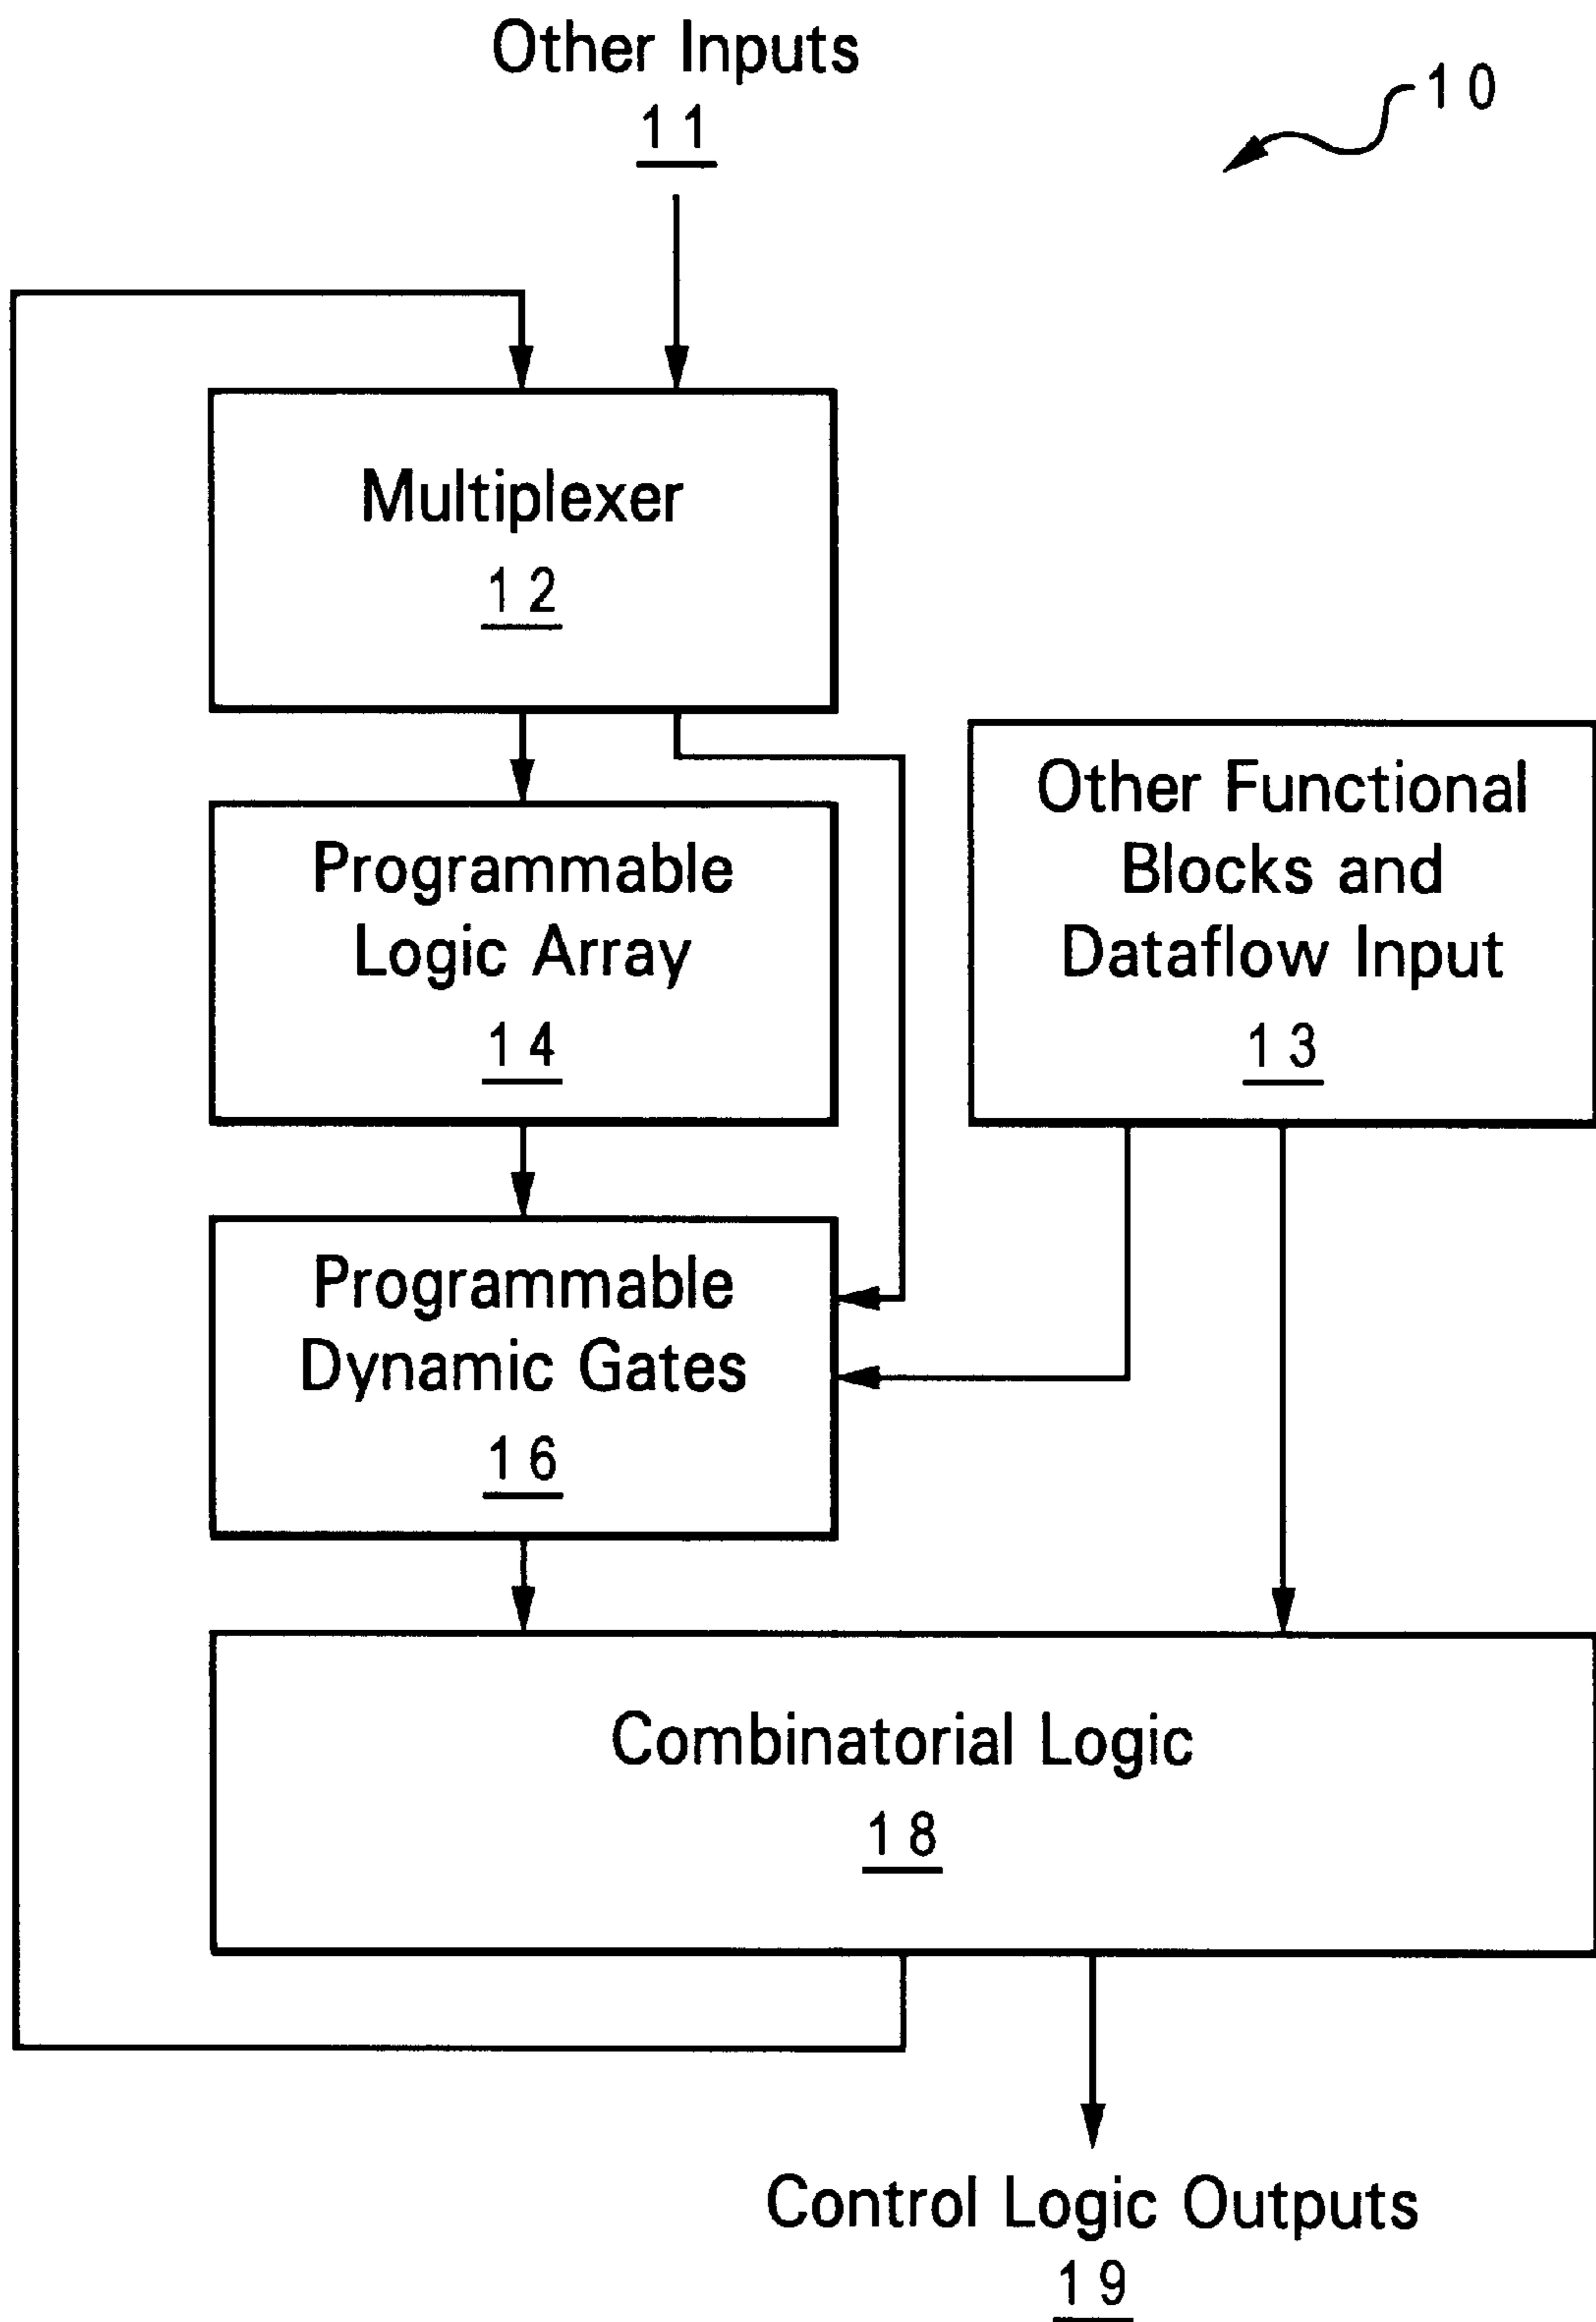 Other Inputs
11
10
Multiplexer
12
Programmable
Logic Array
14
Other Functional
Blocks and
Dataflow Input
13
Programmable
Dynamic Gates
16
Combinatorial Logic
18
Control Logic Outputs
19